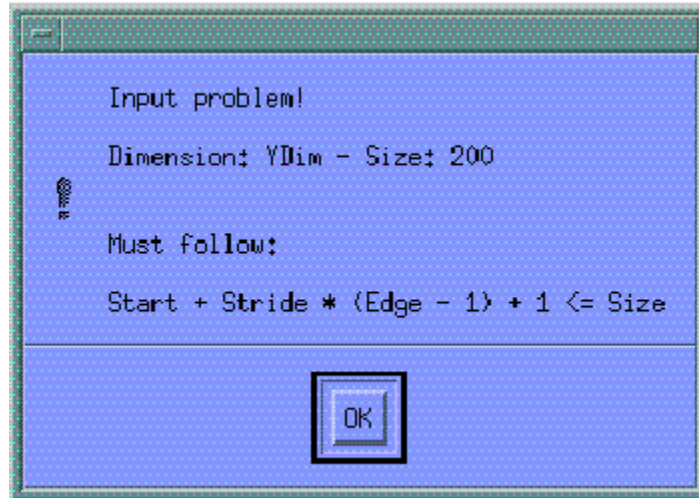 Input problem!
Dimension: YDim - Size: 200
Must follow:
Start + Stride * (Edge - 1) + 1 <= Size
OK